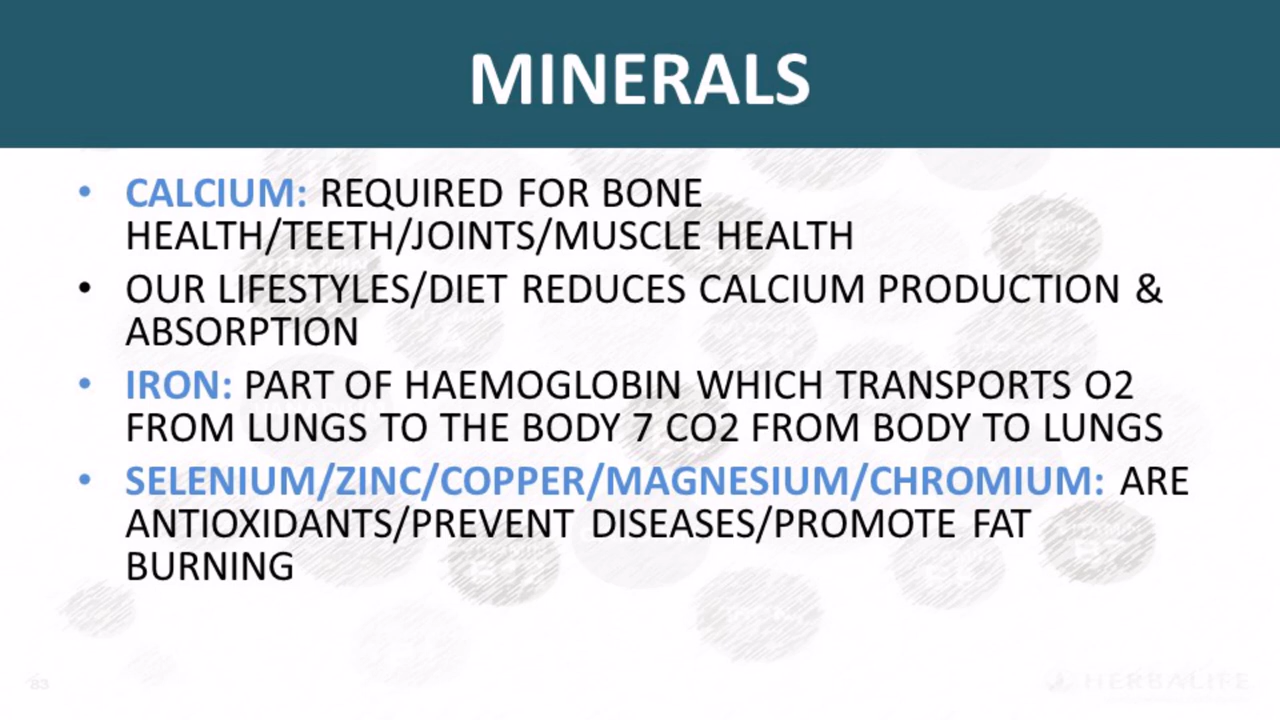 MINERALS
• CALCIUM: REQUIRED FOR BONE
HEALTH/TEETH/JOINTS/MUSCLE HEALTH
• OUR LIFESTYLES/DIET REDUCES CALCIUM PRODUCTION &
ABSORPTION
• IRON: PART OF HAEMOGLOBIN WHICH TRANSPORTS O2
FROM LUNGS TO THE BODY 7 CO2 FROM BODY TO LUNGS
• SELENIUM/ZINC/COPPER/MAGNESIUM/CHROMIUM: ARE
ANTIOXIDANTS/PREVENT DISEASES/PROMOTE FAT
BURNING
83
HERBALIFE